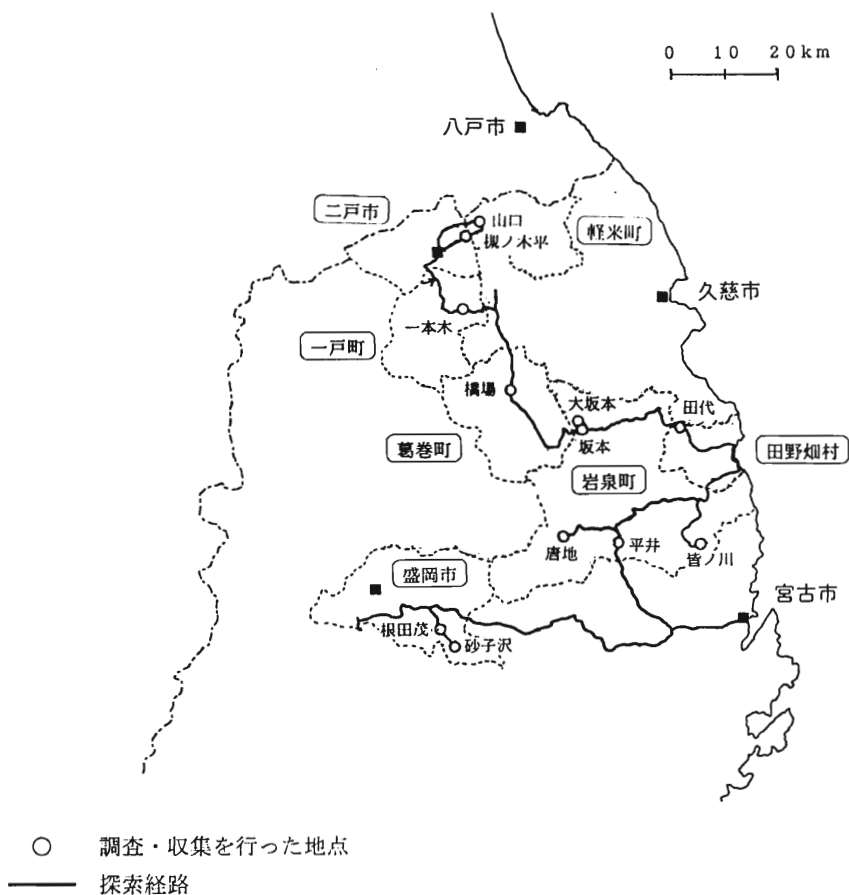 0 10 20km
八戸市
二戸市
山口
槻ノ木平
軽米町
久慈市
一本木
一戸町
橋場
大坂本
田代
葛巻町
坂本
田野畑村
岩泉町
唐地
平井
皆ノ川
盛岡市
宮古市
根田茂
砂子沢
調査・収集を行った地点
探索経路